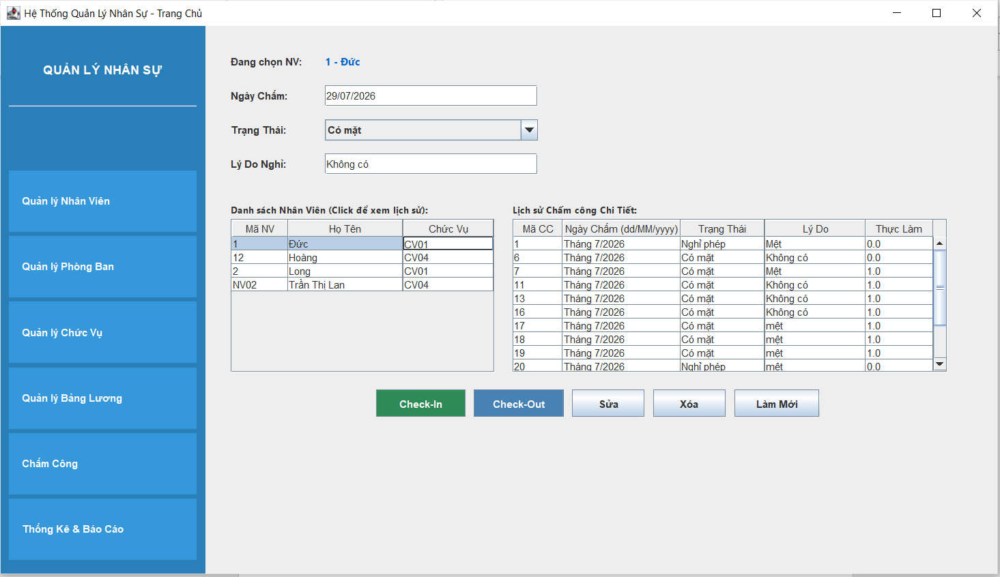 Hệ Thống Quản Lý Nhân Sự - Trang Chủ
QUẢN LÝ NHÂN SỰ
Quản lý Nhân Viên
Quản lý Phòng Ban
Quản lý Chức Vụ
Quản lý Bảng Lương
Chấm Công
Thống Kê & Báo Cáo
Đang chọn NV: 1 - Đức
Ngày Chấm: 29/07/2026
Trạng Thái: Có mặt
Lý Do Nghỉ: Không có
Danh sách Nhân Viên (Click để xem lịch sử):
Mã NV Họ Tên Chức Vụ
1 Đức CV01
12 Hoàng CV04
2 Long CV01
NV02 Trần Thị Lan CV04
Lịch sử Chấm công Chi Tiết:
Mã CC Ngày Chấm (dd/MM/yyyy) Trạng Thái Lý Do Thực Làm
1 Tháng 7/2026 Nghỉ phép Mệt 0.0
6 Tháng 7/2026 Có mặt Không có 0.0
7 Tháng 7/2026 Có mặt Mệt 1.0
11 Tháng 7/2026 Có mặt Không có 1.0
13 Tháng 7/2026 Có mặt Không có 1.0
16 Tháng 7/2026 Có mặt Không có 1.0
17 Tháng 7/2026 Có mặt mệt 1.0
18 Tháng 7/2026 Có mặt mệt 1.0
19 Tháng 7/2026 Có mặt mệt 1.0
20 Tháng 7/2026 Nghỉ phép mệt 0.0
Check-In Check-Out Sửa Xóa Làm Mới